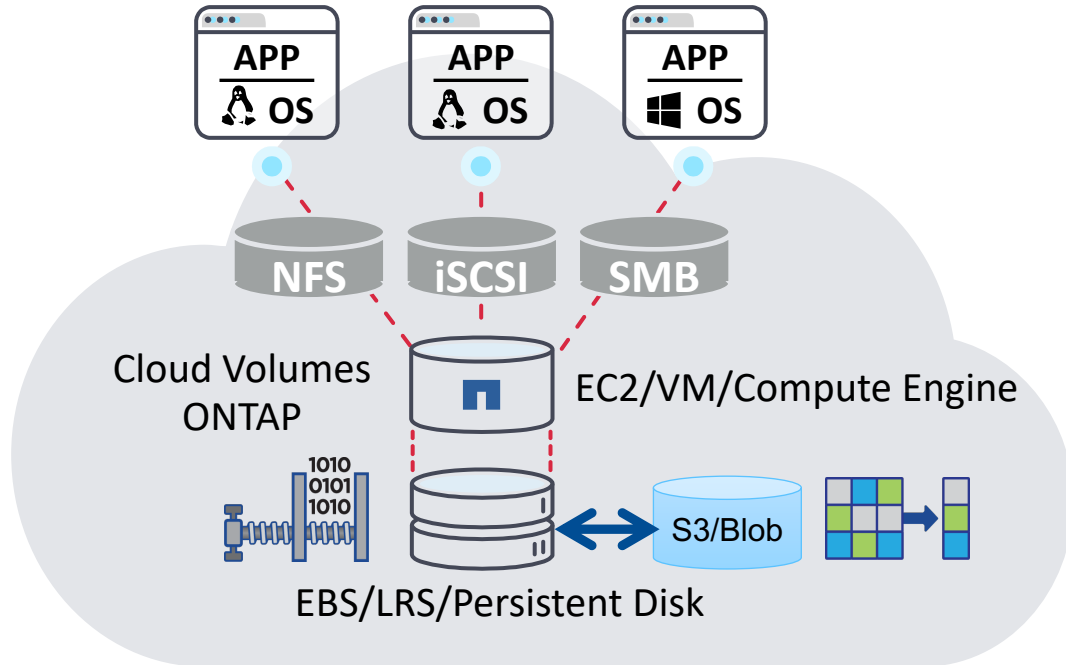 APP
OS
APP
OS
APP
OS
NFS
iSCSI
SMB
Cloud Volumes
ONTAP
EC2/VM/Compute Engine
1010
0101
1010
S3/Blob
EBS/LRS/Persistent Disk